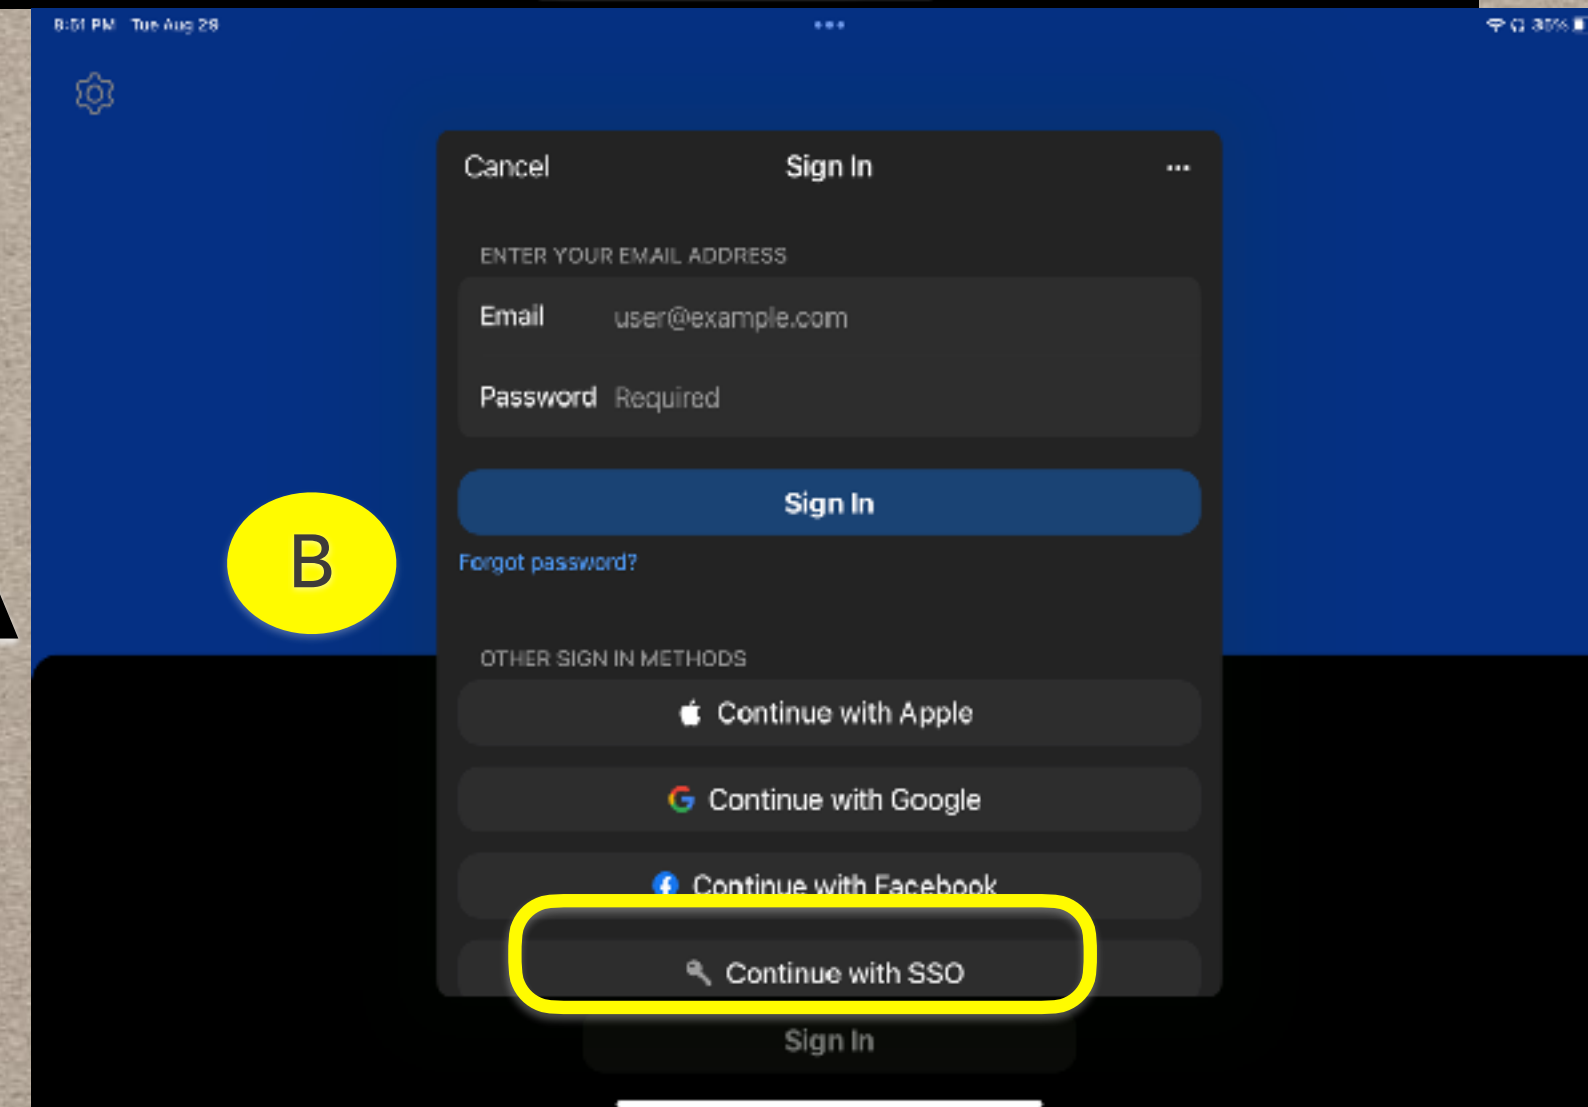 8:51 PM Tue Aug 29
35%
Cancel
Sign In
ENTER YOUR EMAIL ADDRESS
Email user@example.com
Password Required
Sign In
B
Forgot password?
OTHER SIGN IN METHODS
Continue with Apple
Continue with Google
Continue with Facebook
Continue with SSO
Sign In